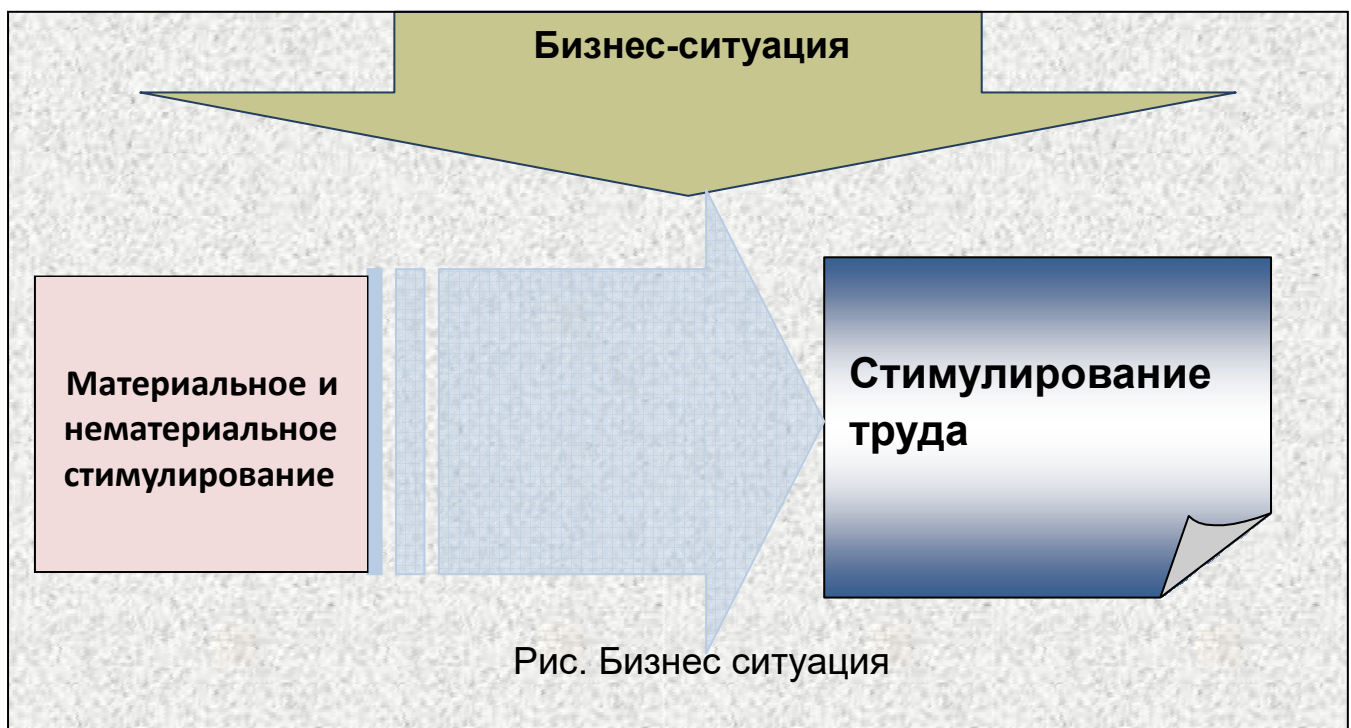 Бизнес-ситуация
Материальное и
нематериальное
стимулирование
Стимулирование
труда
Рис. Бизнес ситуация